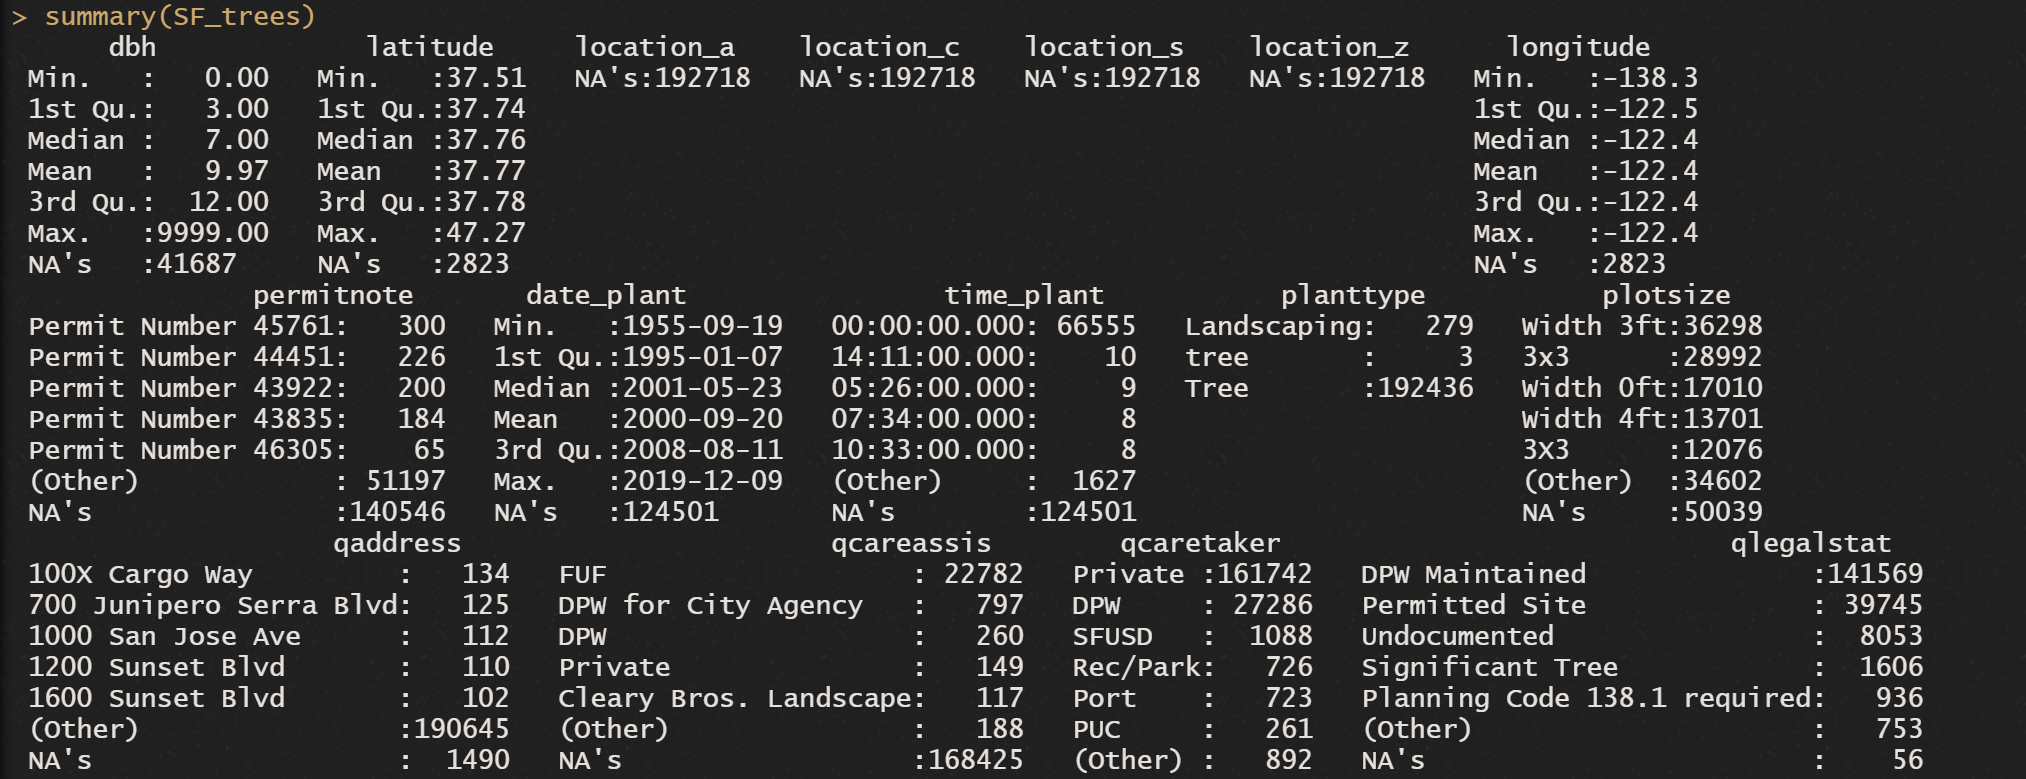 > summary(SF_trees)
dbh latitude location_a location_c location_s location_z longitude
Min. : 0.00 Min. :37.51 NA's:192718 NA's:192718 NA's:192718 NA's:192718 Min. :-138.3
1st Qu.: 3.00 1st Qu.:37.74 1st Qu.:-122.5
Median : 7.00 Median :37.76 Median :-122.4
Mean : 9.97 Mean :37.77 Mean :-122.4
3rd Qu.: 12.00 3rd Qu.:37.78 3rd Qu.:-122.4
Max. :9999.00 Max. :47.27 Max. :-122.4
NA's :41687 NA's :2823 NA's :2823
permitnote date_plant time_plant planttype plotsize
Permit Number 45761: 300 Min. :1955-09-19 00:00:00.000: 66555 Landscaping: 279 Width 3ft:36298
Permit Number 44451: 226 1st Qu.:1995-01-07 14:11:00.000: 10 tree : 3 3x3 :28992
Permit Number 43922: 200 Median :2001-05-23 05:26:00.000: 9 Tree :192436 Width 0ft:17010
Permit Number 43835: 184 Mean :2000-09-20 07:34:00.000: 8 Width 4ft:13701
Permit Number 46305: 65 3rd Qu.:2008-08-11 10:33:00.000: 8 3X3 :12076
(Other) : 51197 Max. :2019-12-09 (Other) : 1627 (Other) :34602
NA's :140546 NA's :124501 NA's :124501 NA's :50039
qaddress qcareassis qcaretaker qlegalstat
100X Cargo Way : 134 FUF : 22782 Private :161742 DPW Maintained :141569
700 Junipero Serra Blvd: 125 DPW for City Agency : 797 DPW : 27286 Permitted Site : 39745
1000 San Jose Ave : 112 DPW : 260 SFUSD : 1088 Undocumented : 8053
1200 Sunset Blvd : 110 Private : 149 Rec/Park: 726 Significant Tree : 1606
1600 Sunset Blvd : 102 Cleary Bros. Landscape: 117 Port : 723 Planning Code 138.1 required: 936
(Other) :190645 (Other) : 188 PUC : 261 (Other) : 753
NA's : 1490 NA's :168425 (Other) : 892 NA's : 56